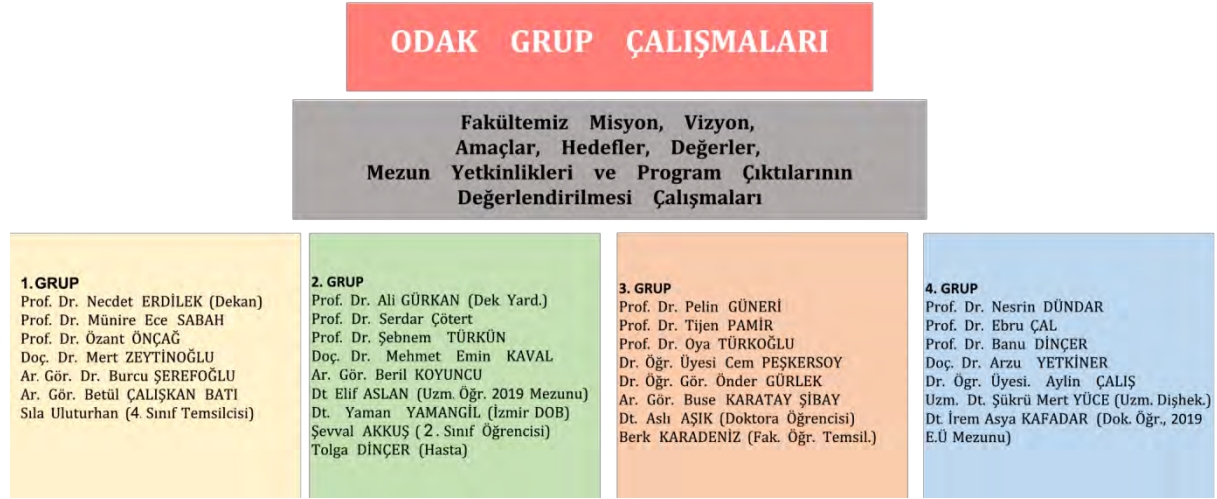 ODAK GRUP ÇALIŞMALARI
Fakültemiz Misyon, Vizyon,
Amaçlar, Hedefler, Değerler,
Mezun Yetkinlikleri ve Program Çıktılarının
Değerlendirilmesi Çalışmaları
1. GRUP
Prof. Dr. Necdet ERDİLEK (Dekan)
Prof. Dr. Münire Ece SABAH
Prof. Dr. Özant ÖNÇAĞ
Doç. Dr. Mert ZEYTİNOĞLU
Ar. Gör. Dr. Burcu ŞEREFOĞLU
Ar. Gör. Betül ÇALIŞKAN BATI
Sıla Uluturhan (4. Sınıf Temsilcisi)
2. GRUP
Prof. Dr. Ali GÜRKAN (Dek Yard.)
Prof. Dr. Serdar Çötert
Prof. Dr. Şebnem TÜRKÜN
Doç. Dr. Mehmet Emin KAVAL
Ar. Gör. Beril KOYUNCU
Dt Elif ASLAN (Uzm. Öğr. 2019 Mezunu)
Dt. Yaman YAMANGİL (İzmir DOB)
Şevval AKKUŞ (2. Sınıf Öğrencisi)
Tolga DİNÇER (Hasta)
3. GRUP
Prof. Dr. Pelin GÜNERİ
Prof. Dr. Tijen PAMİR
Prof. Dr. Oya TÜRKOĞLU
Dr. Öğr. Üyesi Cem PEŞKERSOY
Dr. Öğr. Gör. Önder GÜRLEK
Ar. Gör. Buse KARATAY ŞİBAY
Dt. Aslı AŞIK (Doktora Öğrencisi)
Berk KARADENİZ (Fak. Öğr. Temsil.)
4. GRUP
Prof. Dr. Nesrin DÜNDAR
Prof. Dr. Ebru ÇAL
Prof. Dr. Banu DİNÇER
Doç. Dr. Arzu YETKİNER
Dr. Ögr. Üyesi. Aylin ÇALIŞ
Uzm. Dt. Şükrü Mert YÜCE (Uzm. Dişhek.)
Dt. İrem Asya KAFADAR (Dok. Öğr., 2019
E.Ü Mezunu)